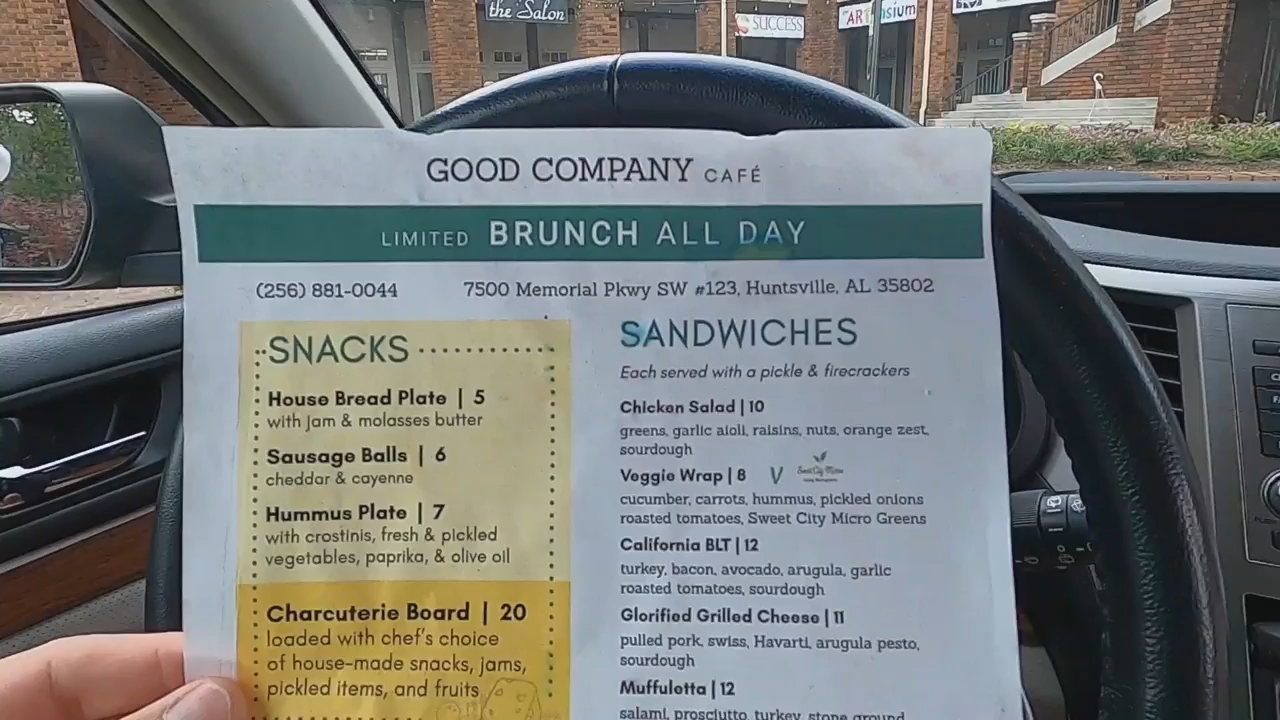 the Salon
SUCCESS
GOOD COMPANY CAFÉ
LIMITED BRUNCH ALL DAY
(256) 881-0044
7500 Memorial Pkwy SW #123, Huntsville, AL 35802
SNACKS
House Bread Plate | 5
with jam & molasses butter
Sausage Balls | 6
cheddar & cayenne
Hummus Plate | 7
with crostinis, fresh & pickled
vegetables, paprika, & olive oil
Charcuterie Board | 20
loaded with chef's choice
of house-made snacks, jams,
pickled items, and fruits
SANDWICHES
Each served with a pickle & firecrackers
Chicken Salad | 10
greens, garlic aioli, raisins, nuts, orange zest,
sourdough
Veggie Wrap | 8 V
cucumber, carrots, hummus, pickled onions
roasted tomatoes, Sweet City Micro Greens
California BLT | 12
turkey, bacon, avocado, arugula, garlic
roasted tomatoes, sourdough
Glorified Grilled Cheese | 11
pulled pork, swiss, Havarti, arugula pesto,
sourdough
Muffuletta | 12
salami, prosciutto, turkey, stone ground